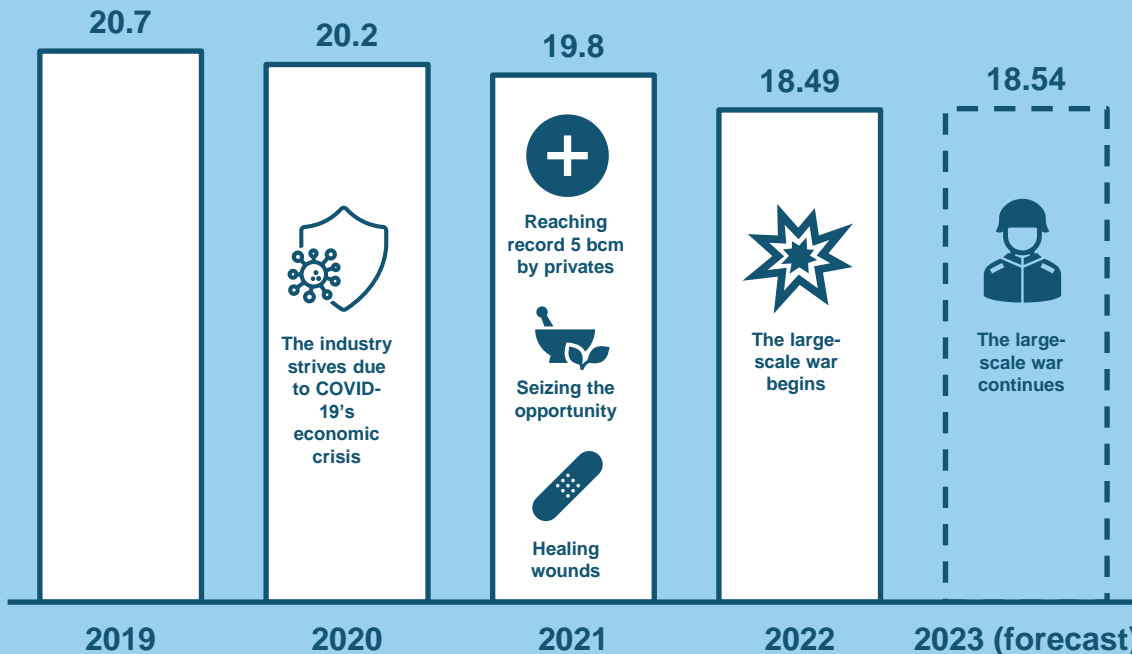 20.7
20.2
19.8
18.49
18.54
The industry
strives due
to COVID-
19’s
economic
crisis
Reaching
record 5 bcm
by privates
Seizing the
opportunity
Healing
wounds
The large-
scale war
begins
The large-
scale war
continues
2019
2020
2021
2022
2023 (forecast)